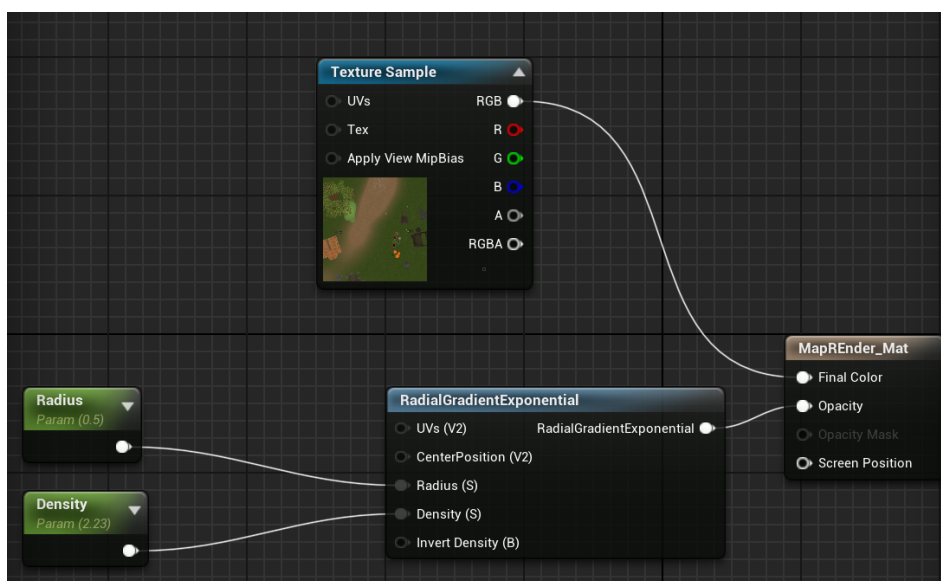 Texture Sample
UVs RGB
Tex R
Apply View MipBias G
B
A
RGBA
MapREnder_Mat
Final Color
Opacity
Opacity Mask
Screen Position
Radius
Param (0.5)
Density
Param (2.23)
RadialGradientExponential
UVs (V2) RadialGradientExponential
CenterPosition (V2)
Radius (S)
Density (S)
Invert Density (B)